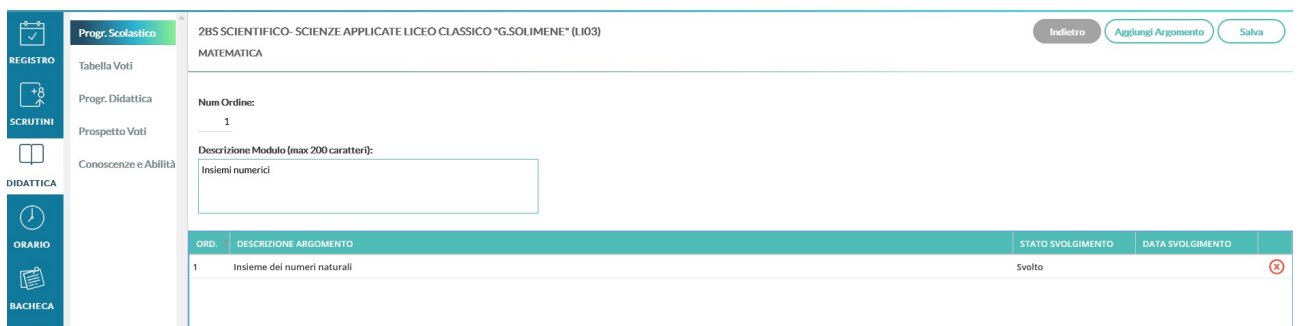 REGISTRO
+8
SCRUTINI
DIDATTICA
ORARIO
BACHECA
Progr. Scolastico
Tabella Voti
Progr. Didattica
Prospetto Voti
Conoscenze e Abilità
2BS SCIENTIFICO- SCIENZE APPLICATE LICEO CLASSICO "G.SOLIMENE" (LI03)
MATEMATICA
Indietro Aggiungi Argomento Salva
Num Ordine:
1
Descrizione Modulo (max 200 caratteri):
Insiemi numerici
ORD. DESCRIZIONE ARGOMENTO STATO SVOLGIMENTO DATA SVOLGIMENTO
1 Insieme dei numeri naturali Svolto